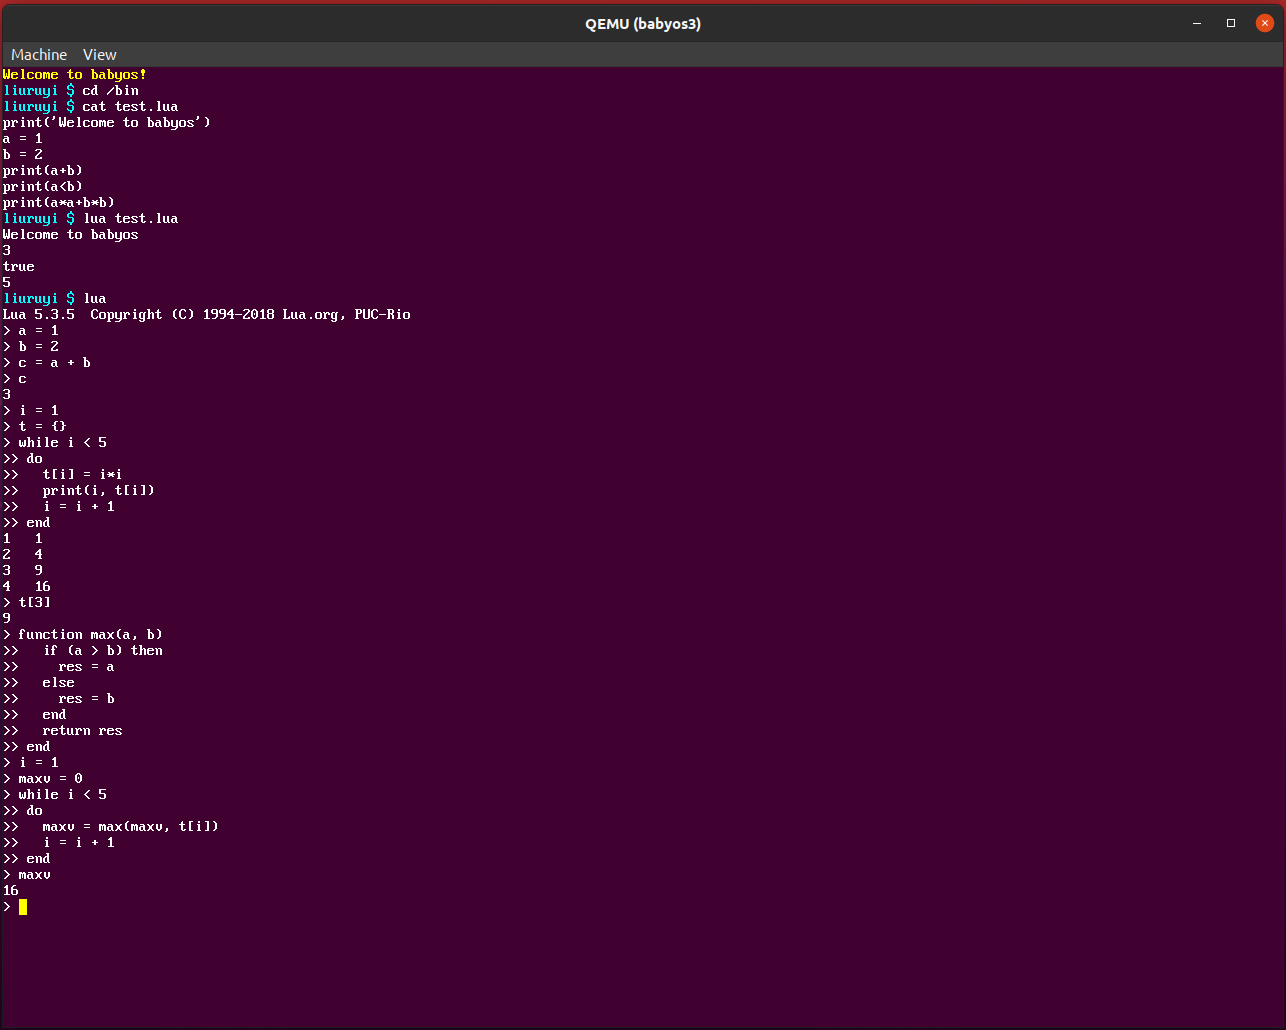 QEMU (babyos3)
Machine View
Welcome to babyos!
liuruyi $ cd /bin
liuruyi $ cat test.lua
print('Welcome to babyos')
a = 1
b = 2
print(a+b)
print(a<b)
print(a*a+b*b)
liuruyi $ lua test.lua
Welcome to babyos
3
true
5
liuruyi $ lua
Lua 5.3.5  Copyright (C) 1994-2018 Lua.org, PUC-Rio
> a = 1
> b = 2
> c = a + b
> c
3
> i = 1
> t = {}
> while i < 5
>> do
>>   t[i] = i*i
>>   print(i, t[i])
>>   i = i + 1
>> end
1   1
2   4
3   9
4   16
> t[3]
9
> function max(a, b)
>>   if (a > b) then
>>     res = a
>>   else
>>     res = b
>>   end
>>   return res
>> end
> i = 1
> maxv = 0
> while i < 5
>> do
>>   maxv = max(maxv, t[i])
>>   i = i + 1
>> end
> maxv
16
>